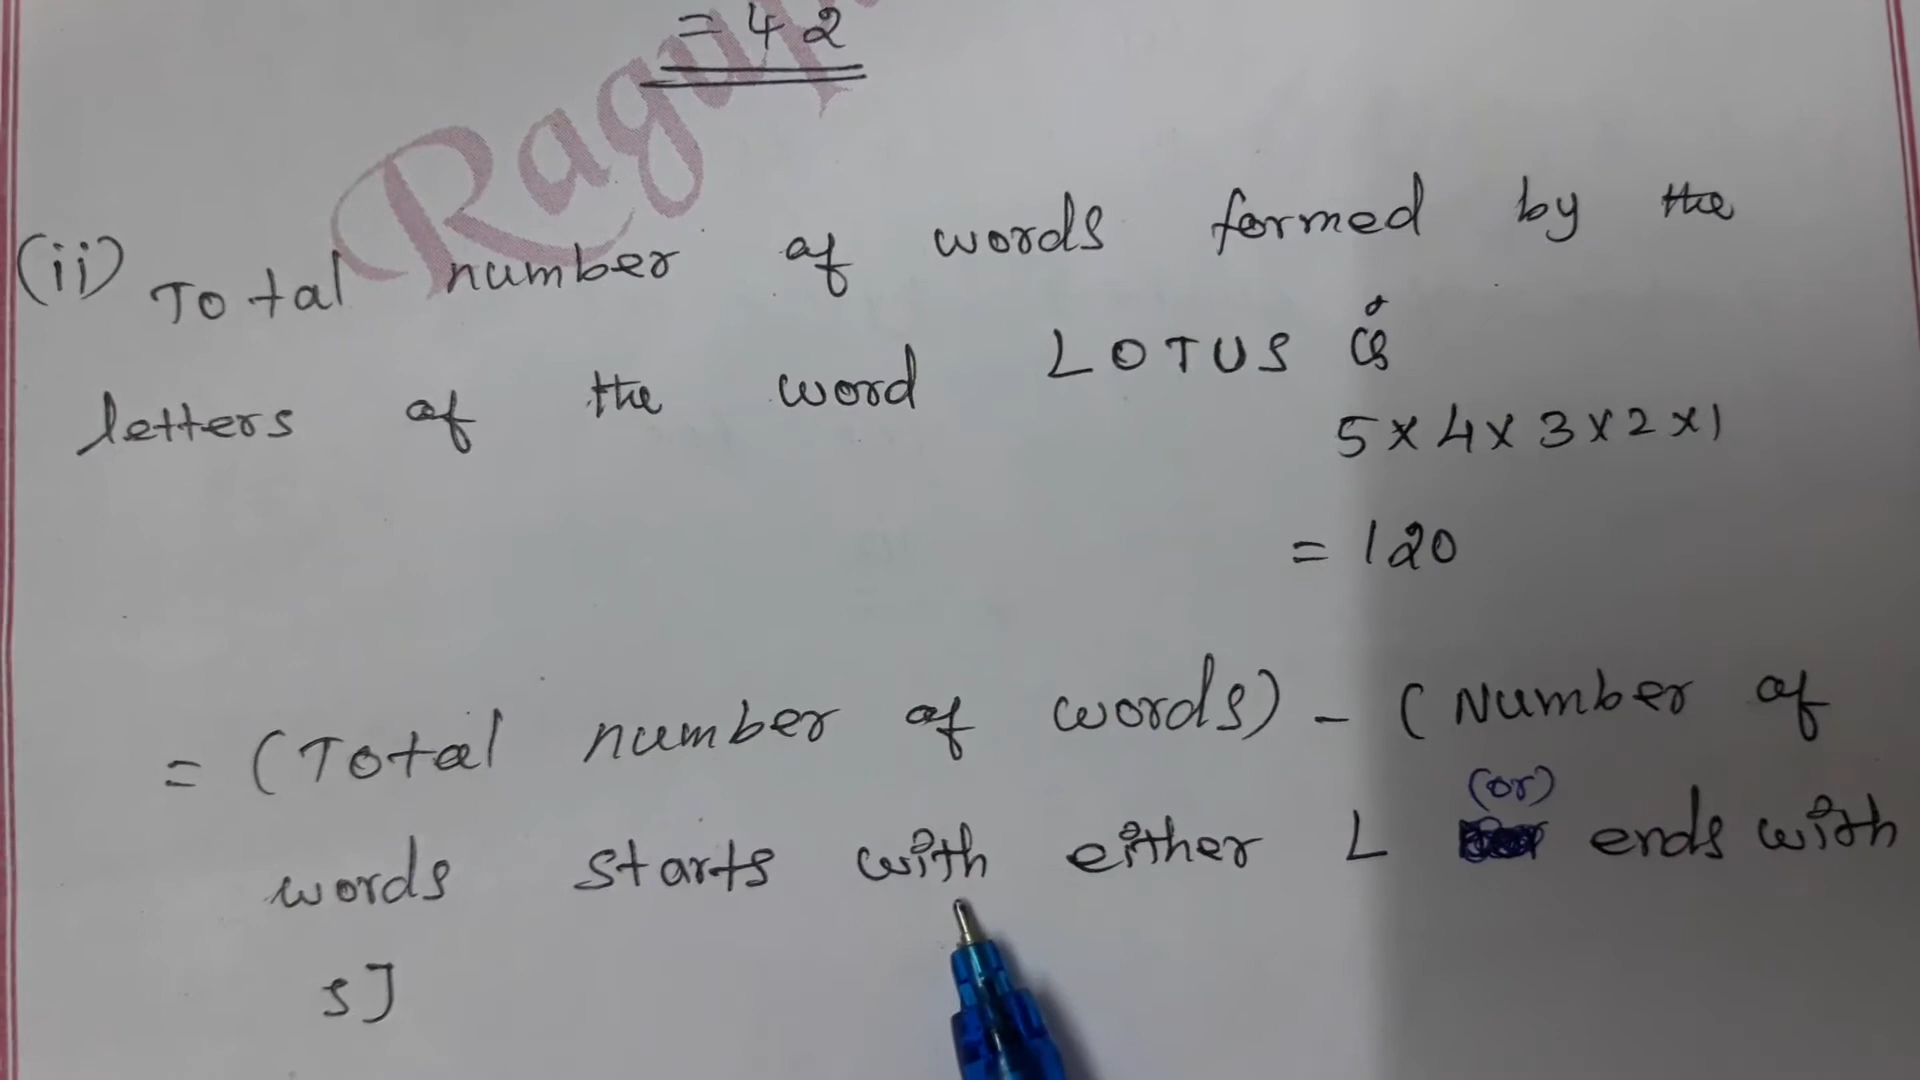 = 42
Ragu
(ii) Total number of words formed by the
letters of the word LOTUS is
5 x 4 x 3 x 2 x 1
= 120
= (Total number of words) - (Number of
(or)
words starts with either L ends with
S]